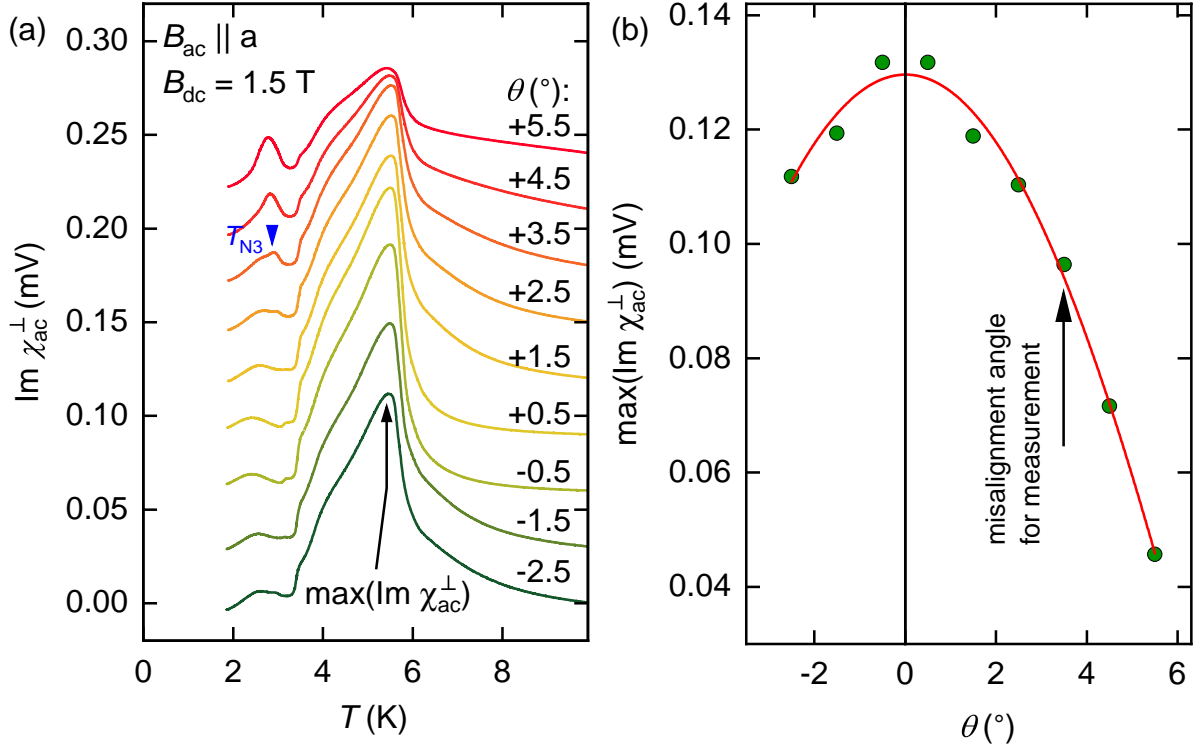 (a)
B_ac || a
B_dc = 1.5 T
θ (°):
+5.5
+4.5
+3.5
+2.5
+1.5
+0.5
-0.5
-1.5
-2.5
T_N3
max(Im χ_ac^⊥)
0.30
0.25
0.20
0.15
0.10
0.05
0.00
Im χ_ac^⊥ (mV)
0 2 4 6 8
T (K)
(b)
0.14
0.12
0.10
0.08
0.06
0.04
max(Im χ_ac^⊥) (mV)
misalignment angle
for measurement
-2 0 2 4 6
θ (°)